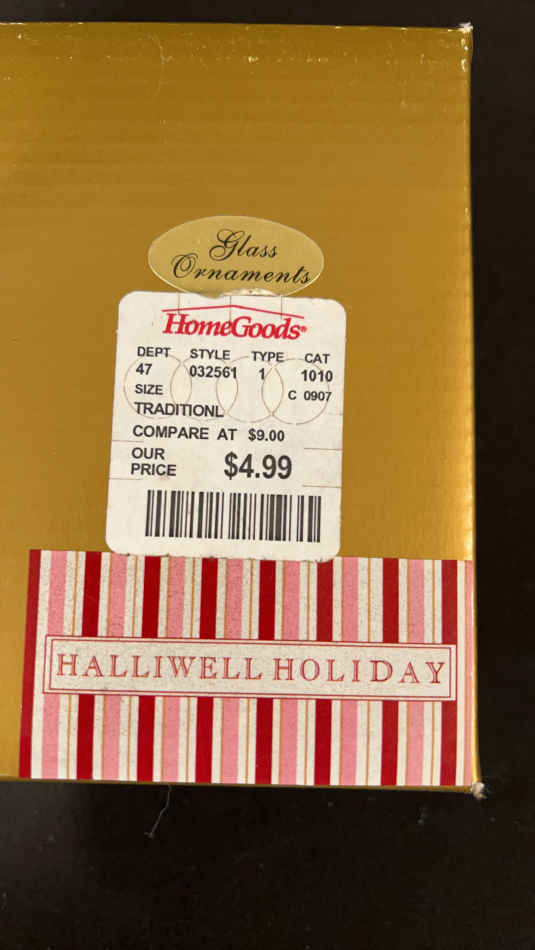 Glass
Ornaments
HomeGoods®
DEPT STYLE TYPE CAT
47 032561 1 1010
SIZE C 0907
TRADITIONL
COMPARE AT $9.00
OUR
PRICE $4.99
HALLIWELL HOLIDAY